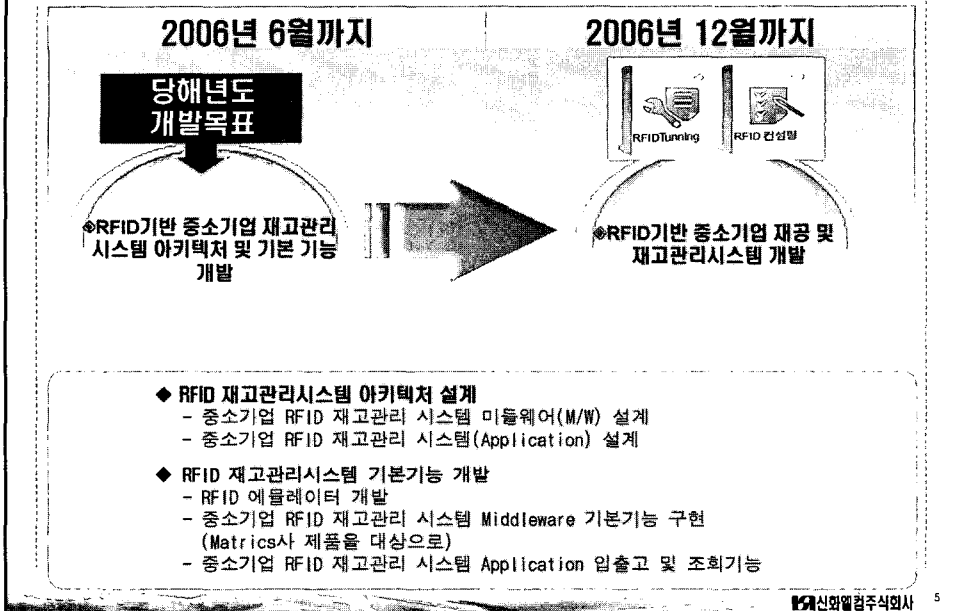 2006년 6월까지
2006년 12월까지
당해년도
개발목표
RFIDTunning
RFID 컨설팅
◈RFID기반 중소기업 재고관리
시스템 아키텍처 및 기본 기능
개발
◈RFID기반 중소기업 재공 및
재고관리시스템 개발
◆ RFID 재고관리시스템 아키텍처 설계
- 중소기업 RFID 재고관리 시스템 미들웨어(M/W) 설계
- 중소기업 RFID 재고관리 시스템(Application) 설계
◆ RFID 재고관리시스템 기본기능 개발
- RFID 에뮬레이터 개발
- 중소기업 RFID 재고관리 시스템 Middleware 기본기능 구현
(Matrics사 제품을 대상으로)
- 중소기업 RFID 재고관리 시스템 Application 입출고 및 조회기능
신화엘컴주식회사
5